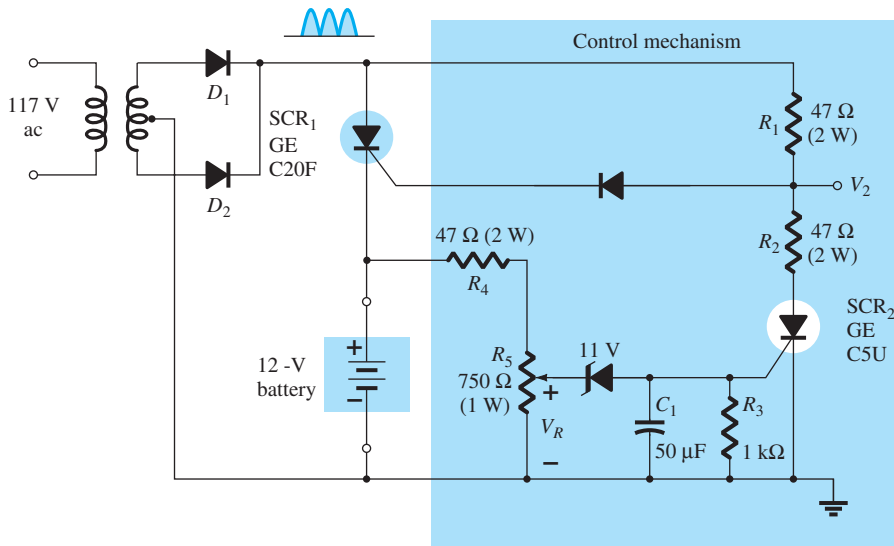 Control mechanism
117 V
ac
D1
D2
SCR1
GE
C20F
R1
47 Ω
(2 W)
V2
R2
47 Ω
(2 W)
47 Ω (2 W)
R4
SCR2
GE
C5U
12 -V
battery
+
−
R5
750 Ω
(1 W)
11 V
+
VR
−
C1
50 μF
R3
1 kΩ